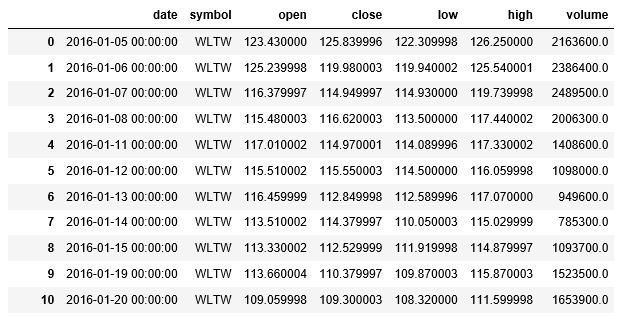 date symbol open close low high volume
0 2016-01-05 00:00:00 WLTW 123.430000 125.839996 122.309998 126.250000 2163600.0
1 2016-01-06 00:00:00 WLTW 125.239998 119.980003 119.940002 125.540001 2386400.0
2 2016-01-07 00:00:00 WLTW 116.379997 114.949997 114.930000 119.739998 2489500.0
3 2016-01-08 00:00:00 WLTW 115.480003 116.620003 113.500000 117.440002 2006300.0
4 2016-01-11 00:00:00 WLTW 117.010002 114.970001 114.089996 117.330002 1408600.0
5 2016-01-12 00:00:00 WLTW 115.510002 115.550003 114.500000 116.059998 1098000.0
6 2016-01-13 00:00:00 WLTW 116.459999 112.849998 112.589996 117.070000 949600.0
7 2016-01-14 00:00:00 WLTW 113.510002 114.379997 110.050003 115.029999 785300.0
8 2016-01-15 00:00:00 WLTW 113.330002 112.529999 111.919998 114.879997 1093700.0
9 2016-01-19 00:00:00 WLTW 113.660004 110.379997 109.870003 115.870003 1523500.0
10 2016-01-20 00:00:00 WLTW 109.059998 109.300003 108.320000 111.599998 1653900.0